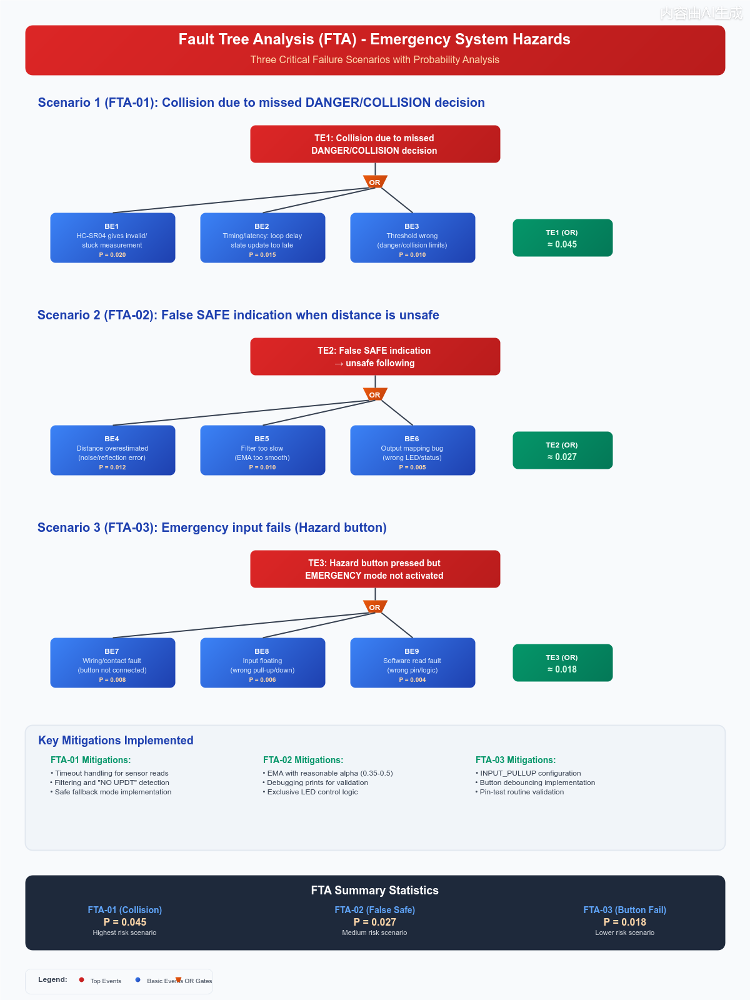 内容由AI生成
Fault Tree Analysis (FTA) - Emergency System Hazards
Three Critical Failure Scenarios with Probability Analysis
Scenario 1 (FTA-01): Collision due to missed DANGER/COLLISION decision
TE1: Collision due to missed
DANGER/COLLISION decision
OR
BE1
HC-SR04 gives invalid/
stuck measurement
P = 0.020
BE2
Timing/latency: loop delay
state update too late
P = 0.015
BE3
Threshold wrong
(danger/collision limits)
P = 0.010
TE1 (OR)
≈ 0.045
Scenario 2 (FTA-02): False SAFE indication when distance is unsafe
TE2: False SAFE indication
→ unsafe following
OR
BE4
Distance overestimated
(noise/reflection error)
P = 0.012
BE5
Filter too slow
(EMA too smooth)
P = 0.010
BE6
Output mapping bug
(wrong LED/status)
P = 0.005
TE2 (OR)
≈ 0.027
Scenario 3 (FTA-03): Emergency input fails (Hazard button)
TE3: Hazard button pressed but
EMERGENCY mode not activated
OR
BE7
Wiring/contact fault
(button not connected)
P = 0.008
BE8
Input floating
(wrong pull-up/down)
P = 0.006
BE9
Software read fault
(wrong pin/logic)
P = 0.004
TE3 (OR)
≈ 0.018
Key Mitigations Implemented
FTA-01 Mitigations:
• Timeout handling for sensor reads
• Filtering and "NO UPDT" detection
• Safe fallback mode implementation
FTA-02 Mitigations:
• EMA with reasonable alpha (0.35-0.5)
• Debugging prints for validation
• Exclusive LED control logic
FTA-03 Mitigations:
• INPUT_PULLUP configuration
• Button debouncing implementation
• Pin-test routine validation
FTA Summary Statistics
FTA-01 (Collision)
P = 0.045
Highest risk scenario
FTA-02 (False Safe)
P = 0.027
Medium risk scenario
FTA-03 (Button Fail)
P = 0.018
Lower risk scenario
Legend:
Top Events
Basic Events
OR Gates